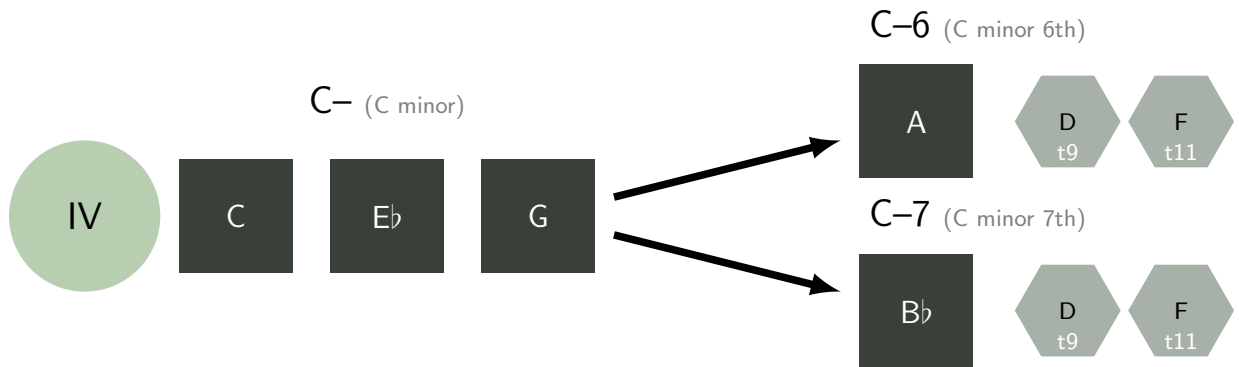 C– (C minor)
IV
C
E♭
G
C–6 (C minor 6th)
A
D
t9
F
t11
C–7 (C minor 7th)
B♭
D
t9
F
t11